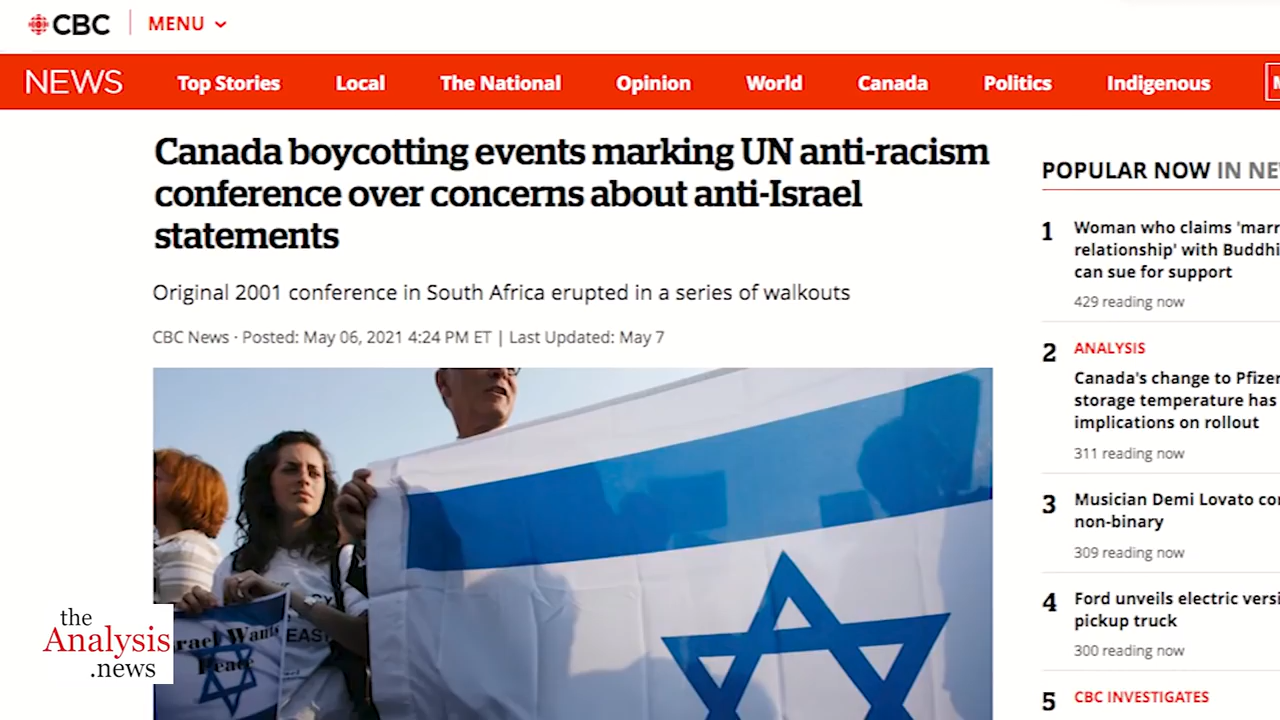 CBC
MENU
NEWS Top Stories Local The National Opinion World Canada Politics Indigenous
Canada boycotting events marking UN anti-racism
conference over concerns about anti-Israel
statements
Original 2001 conference in South Africa erupted in a series of walkouts
CBC News · Posted: May 06, 2021 4:24 PM ET | Last Updated: May 7
POPULAR NOW IN
1 Woman who claims
relationship' with
can sue for support
429 reading now
2 ANALYSIS
Canada's change to Pfizer
storage temperature has
implications on rollout
311 reading now
3 Musician Demi Lovato
non-binary
309 reading now
4 Ford unveils electric
pickup truck
300 reading now
5 CBC INVESTIGATES
Wants
Peace
the
Analysis
.news